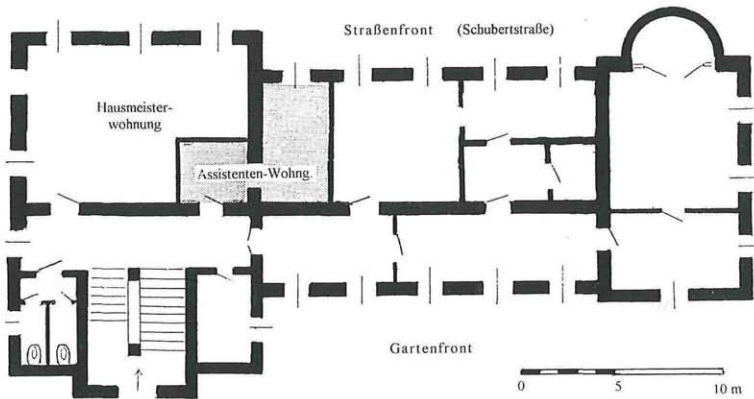 Straßenfront (Schubertstraße)
Hausmeister-
wohnung
Assistenten-Wohng.
Gartenfront
0 5 10 m